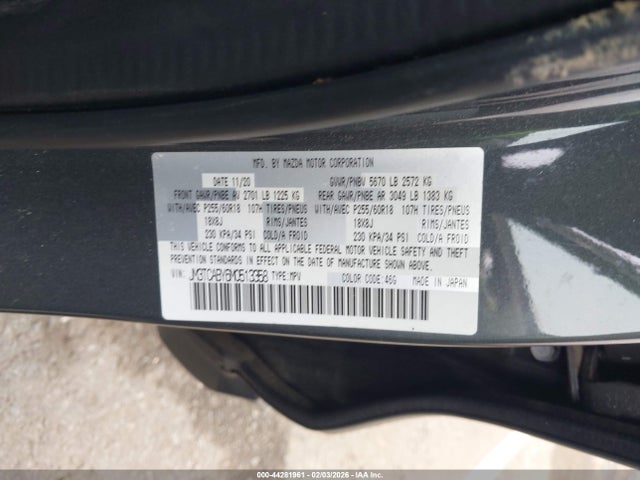 MFD. BY MAZDA MOTOR CORPORATION
DATE 11/20 GVWR/PNBV 5670 LB 2572 KG
FRONT GAWR/PNBE AV 2701 LB 1225 KG REAR GAWR/PNBE AR 3049 LB 1383 KG
WITH/AVEC P255/60R18 107H TIRES/PNEUS WITH/AVEC P255/60R18 107H TIRES/PNEUS
18X8J RIMS/JANTES 18X8J RIMS/JANTES
230 KPA/34 PSI COLD/A FROID 230 KPA/34 PSI COLD/A FROID
THIS VEHICLE CONFORMS TO ALL APPLICABLE FEDERAL MOTOR VEHICLE SAFETY AND THEFT
PREVENTION STANDARDS IN EFFECT ON THE DATE OF MANUFACTURE SHOWN ABOVE.
VIN: JM3TCABY6M0513358 TYPE:MPV COLOR CODE:46G MADE IN JAPAN
000-44281961 - 02/03/2026 - IAAI.COM